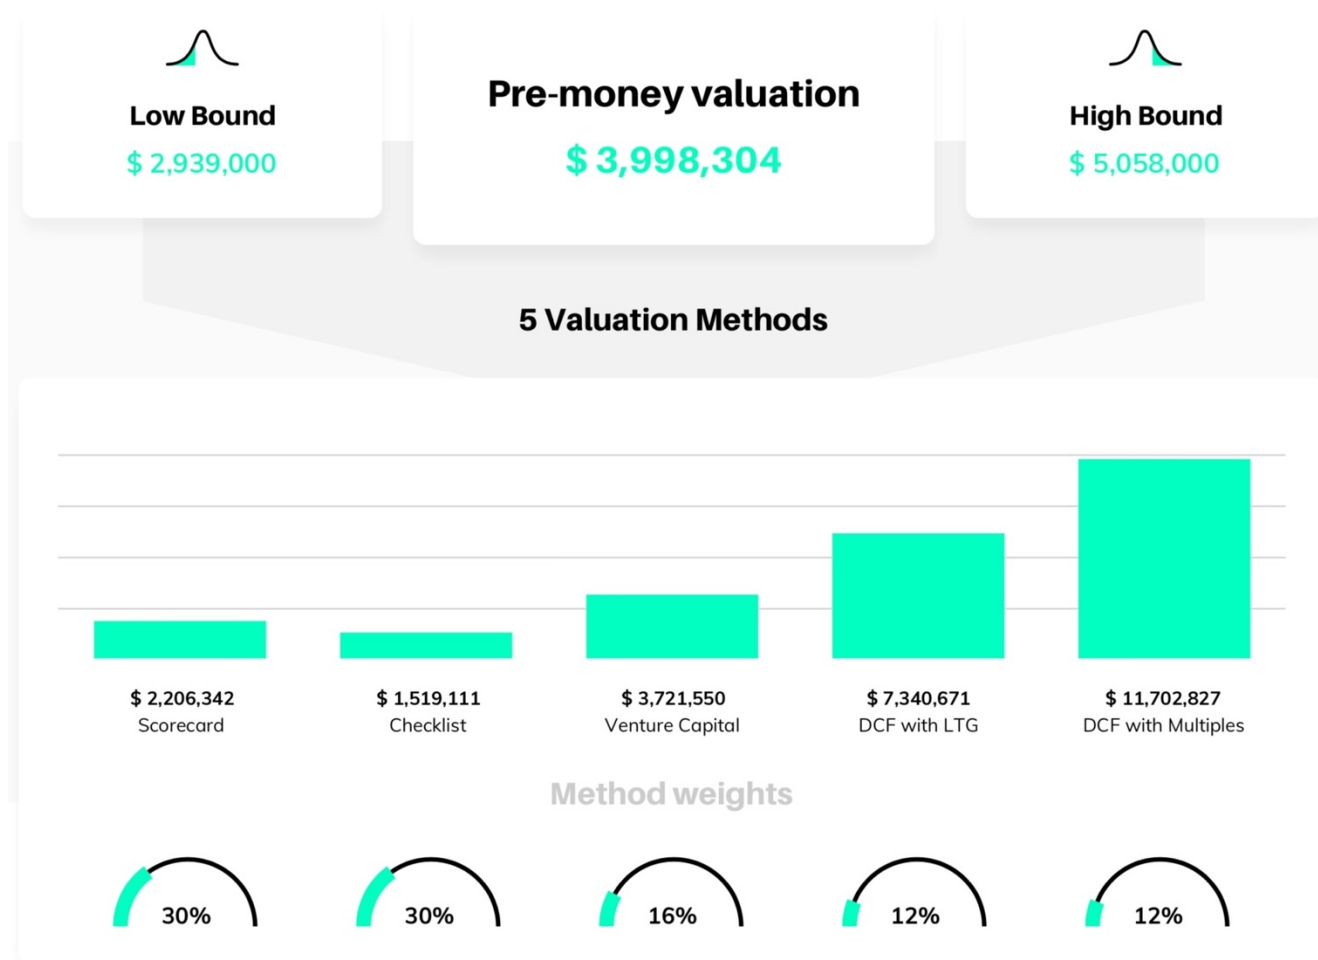 Low Bound
$ 2,939,000
Pre-money valuation
$ 3,998,304
High Bound
$ 5,058,000
5 Valuation Methods
$ 2,206,342
Scorecard
$ 1,519,111
Checklist
$ 3,721,550
Venture Capital
$ 7,340,671
DCF with LTG
$ 11,702,827
DCF with Multiples
Method weights
30%
30%
16%
12%
12%